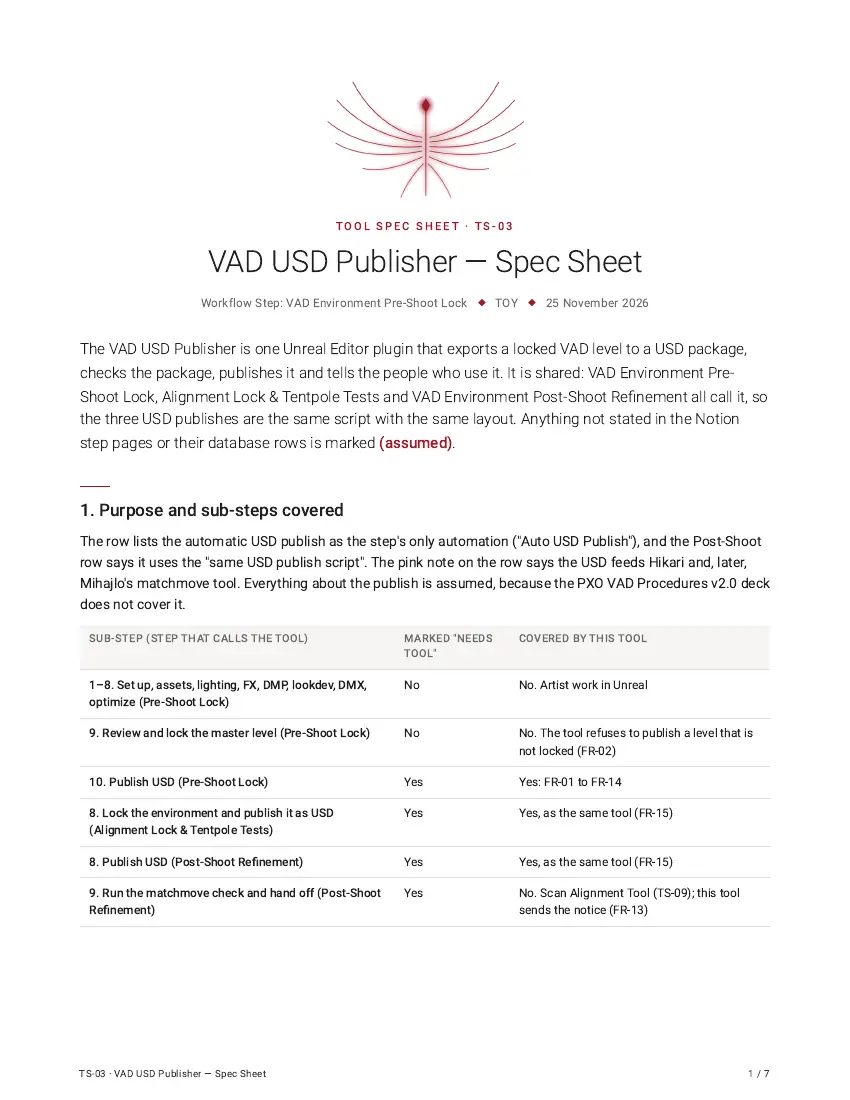 TOOL SPEC SHEET · TS-03
VAD USD Publisher — Spec Sheet
Workflow Step: VAD Environment Pre-Shoot Lock ◆ TOY ◆ 25 November 2026
The VAD USD Publisher is one Unreal Editor plugin that exports a locked VAD level to a USD package,
checks the package, publishes it and tells the people who use it. It is shared: VAD Environment Pre-
Shoot Lock, Alignment Lock & Tentpole Tests and VAD Environment Post-Shoot Refinement all call it, so
the three USD publishes are the same script with the same layout. Anything not stated in the Notion
step pages or their database rows is marked (assumed).
1. Purpose and sub-steps covered
The row lists the automatic USD publish as the step's only automation ("Auto USD Publish"), and the Post-Shoot
row says it uses the "same USD publish script". The pink note on the row says the USD feeds Hikari and, later,
Mihajlo's matchmove tool. Everything about the publish is assumed, because the PXO VAD Procedures v2.0 deck
does not cover it.
SUB-STEP (STEP THAT CALLS THE TOOL) MARKED "NEEDS COVERED BY THIS TOOL
TOOL"
1–8. Set up, assets, lighting, FX, DMP, lookdev, DMX, No No. Artist work in Unreal
optimize (Pre-Shoot Lock)
9. Review and lock the master level (Pre-Shoot Lock) No No. The tool refuses to publish a level that is
not locked (FR-02)
10. Publish USD (Pre-Shoot Lock) Yes Yes: FR-01 to FR-14
8. Lock the environment and publish it as USD Yes Yes, as the same tool (FR-15)
(Alignment Lock & Tentpole Tests)
8. Publish USD (Post-Shoot Refinement) Yes Yes, as the same tool (FR-15)
9. Run the matchmove check and hand off (Post-Shoot Yes No. Scan Alignment Tool (TS-09); this tool
Refinement) sends the notice (FR-13)
TS-03 · VAD USD Publisher — Spec Sheet 1 / 7